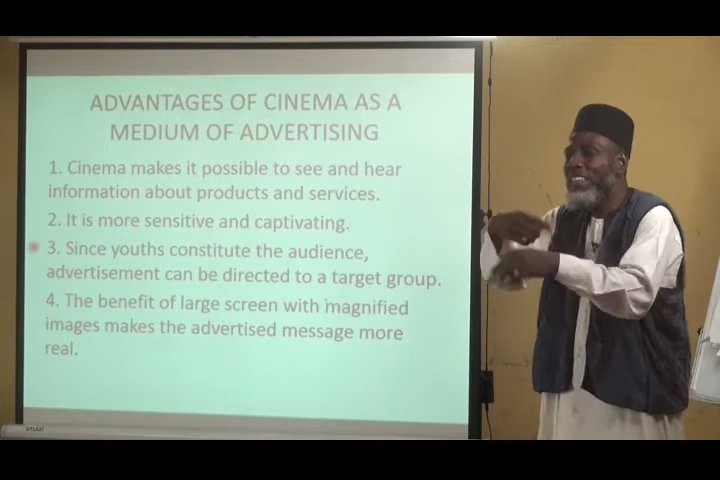 ADVANTAGES OF CINEMA AS A
MEDIUM OF ADVERTISING
1. Cinema makes it possible to see and hear
information about products and services.
2. It is more sensitive and captivating.
3. Since youths constitute the audience,
advertisement can be directed to a target group.
4. The benefit of large screen with magnified
images makes the advertised message more
real.